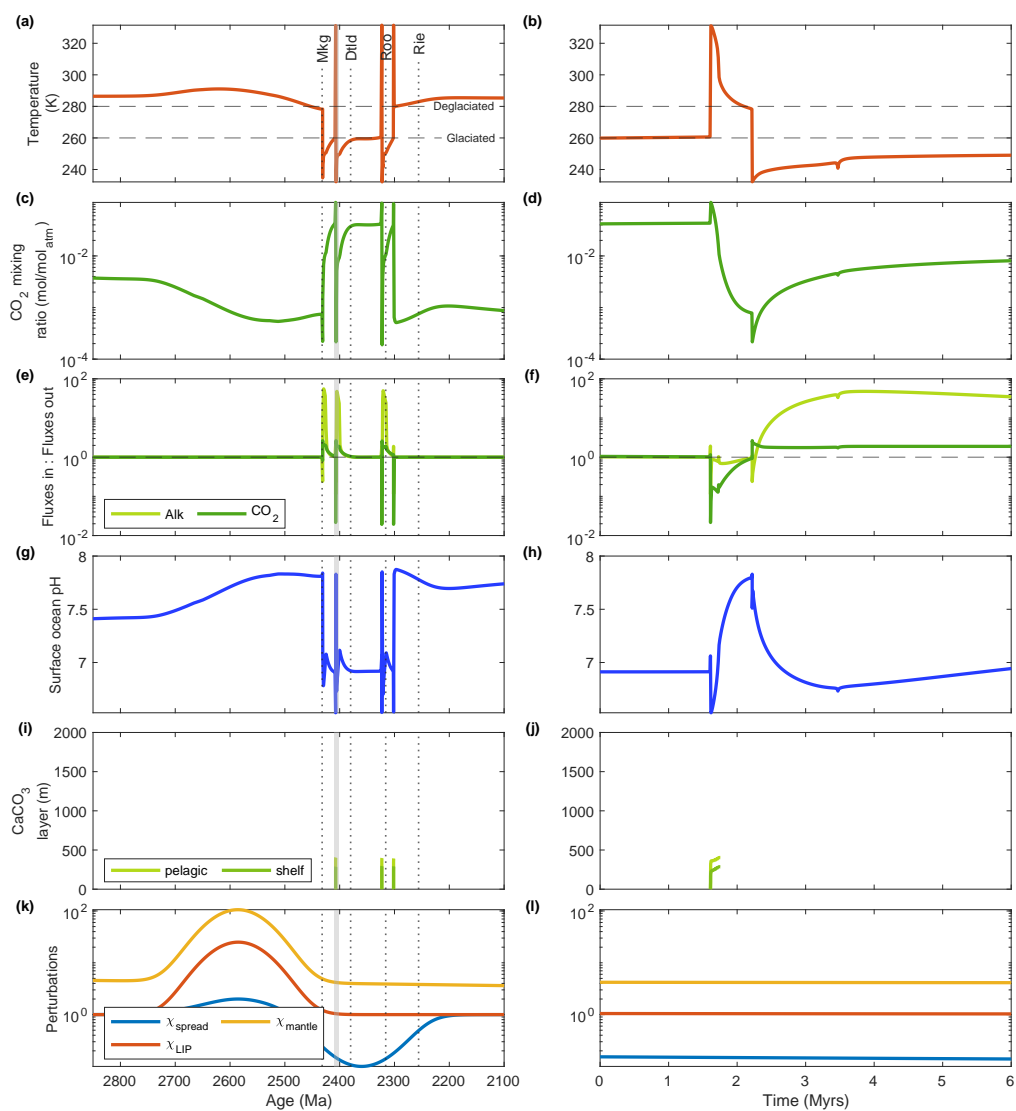 (a)
Temperature
(K)
320
300
280
260
240
Mkg
Dtld
Roo
Rie
Deglaciated
Glaciated
(b)
320
300
280
260
240
(c)
CO2 mixing
ratio (mol/mol_atm)
10^-2
10^-4
(d)
10^-2
10^-4
(e)
Fluxes in : Fluxes out
10^2
10^0
10^-2
Alk
CO2
(f)
10^2
10^0
10^-2
(g)
Surface ocean pH
8
7.5
7
(h)
8
7.5
7
(i)
CaCO3
layer (m)
2000
1500
1000
500
0
pelagic
shelf
(j)
2000
1500
1000
500
0
(k)
Perturbations
10^2
10^0
χ_spread
χ_mantle
χ_LIP
2800
2700
2600
2500
2400
2300
2200
2100
Age (Ma)
(l)
10^2
10^0
0
1
2
3
4
5
6
Time (Myrs)